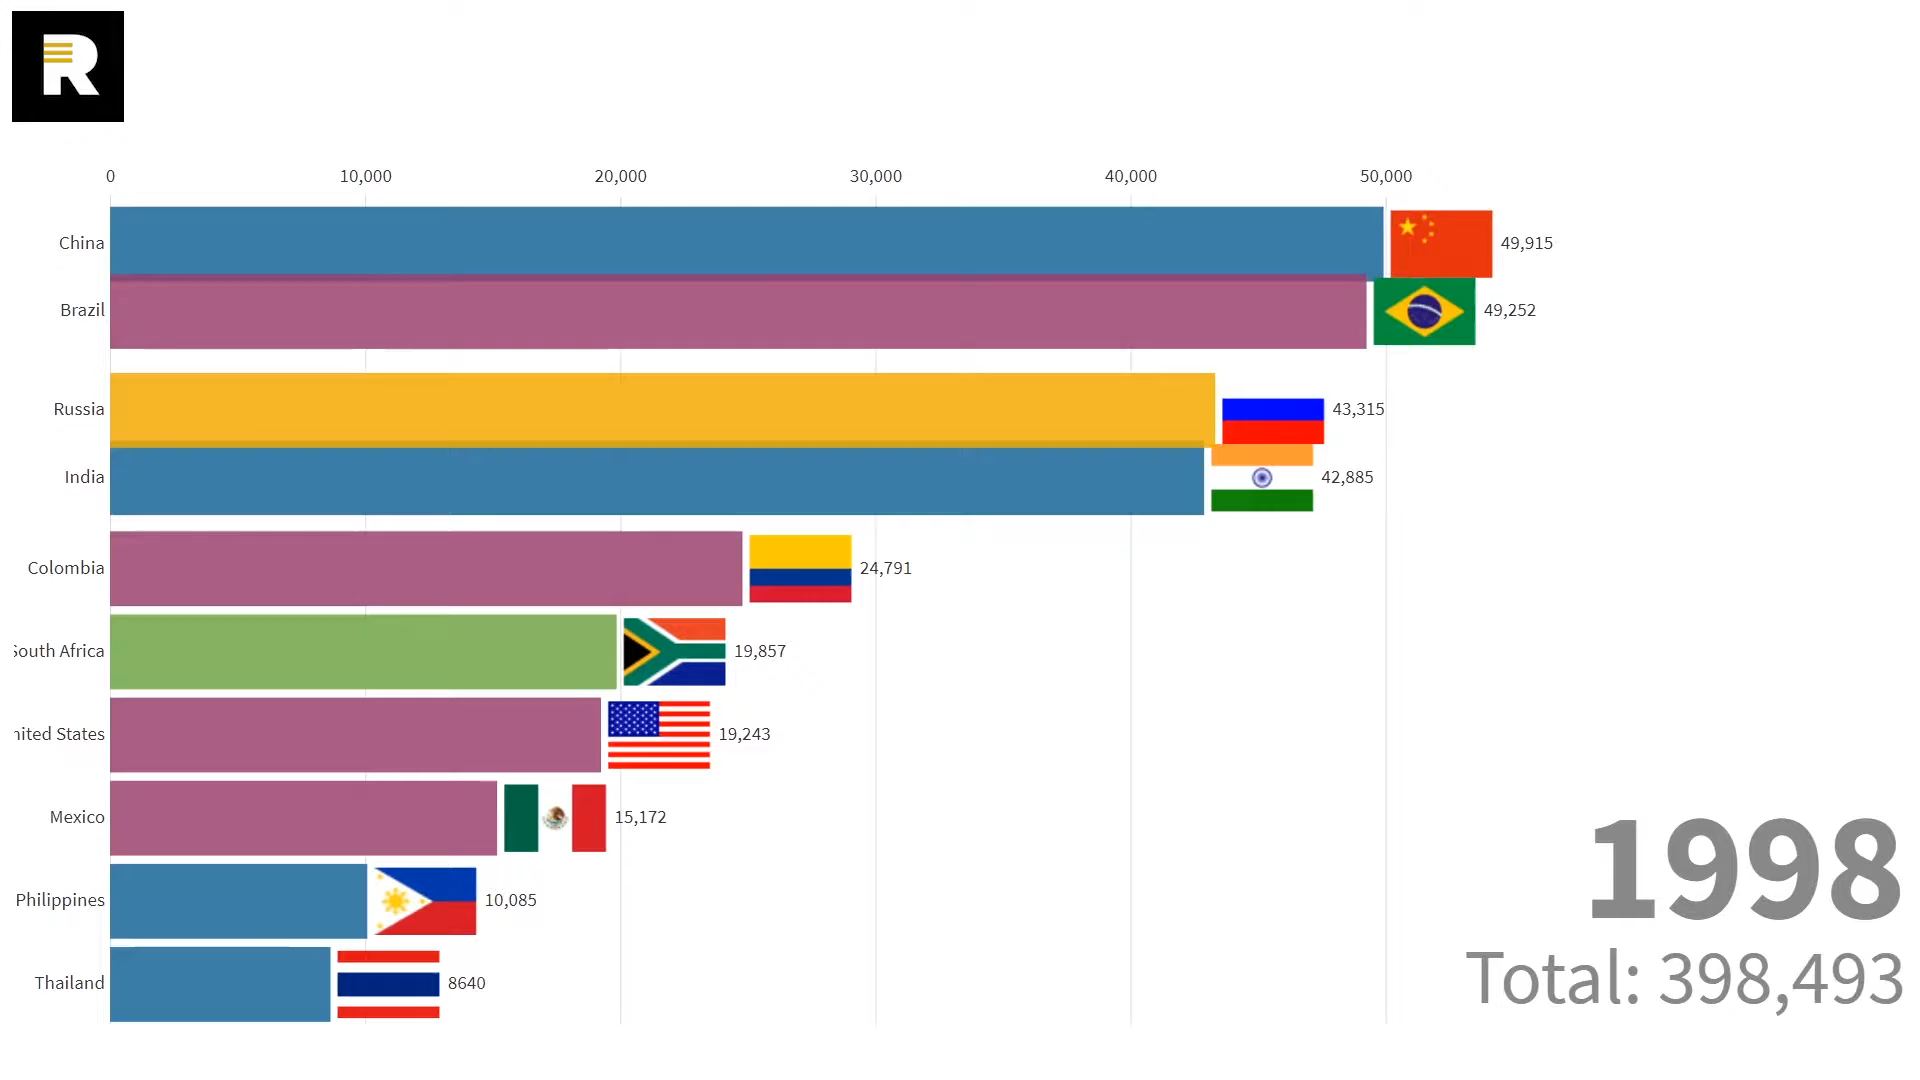 R
0 10,000 20,000 30,000 40,000 50,000
China 49,915
Brazil 49,252
Russia 43,315
India 42,885
Colombia 24,791
South Africa 19,857
nited States 19,243
Mexico 15,172
Philippines 10,085
Thailand 8640
1998
Total: 398,493